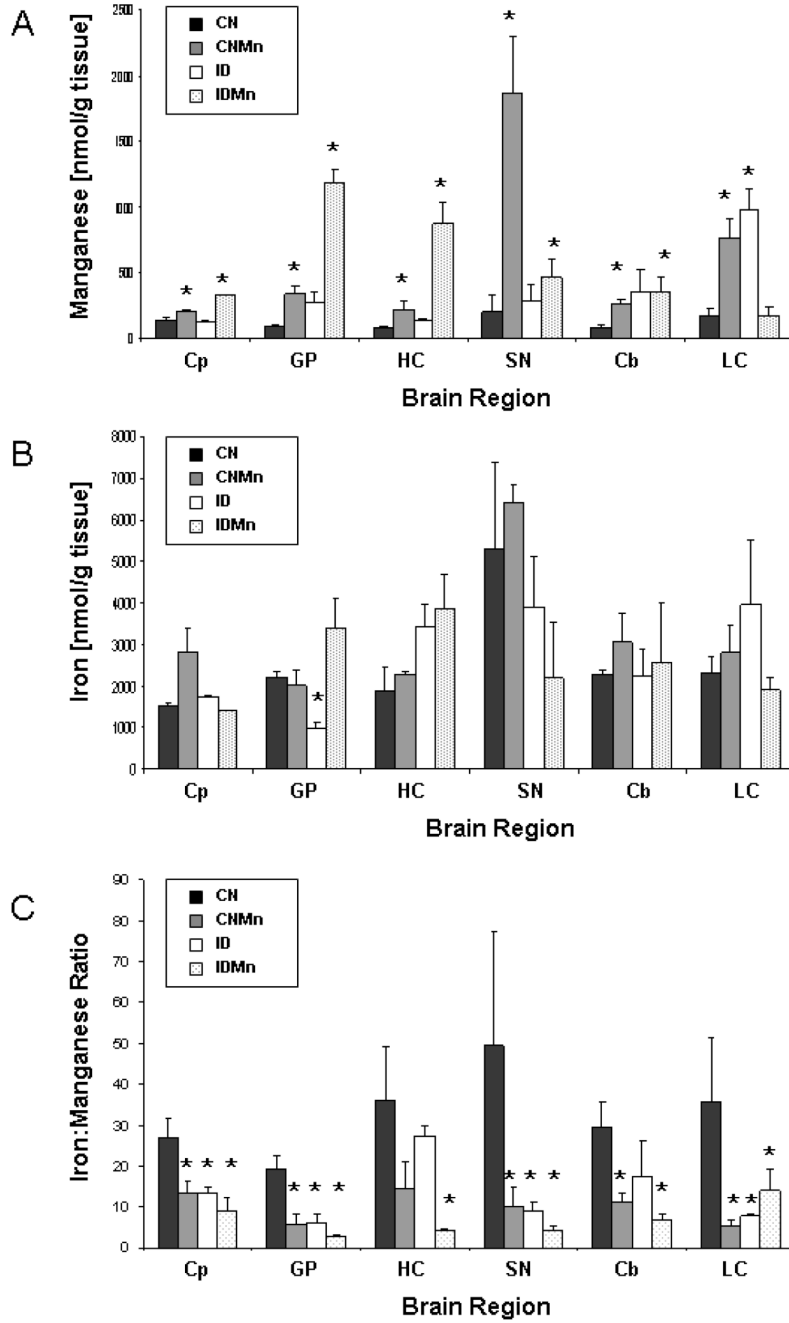 A
Manganese [nmol/g tissue]
2500
2000
1500
1000
500
0
CN
CNMn
ID
IDMn
* * * * * * * * * * * *
Cp GP HC SN Cb LC
Brain Region
B
Iron [nmol/g tissue]
8000
7000
6000
5000
4000
3000
2000
1000
0
CN
CNMn
ID
IDMn
*
Cp GP HC SN Cb LC
Brain Region
C
Iron:Manganese Ratio
90
80
70
60
50
40
30
20
10
0
CN
CNMn
ID
IDMn
* * * * * * * * * * * * * * *
Cp GP HC SN Cb LC
Brain Region